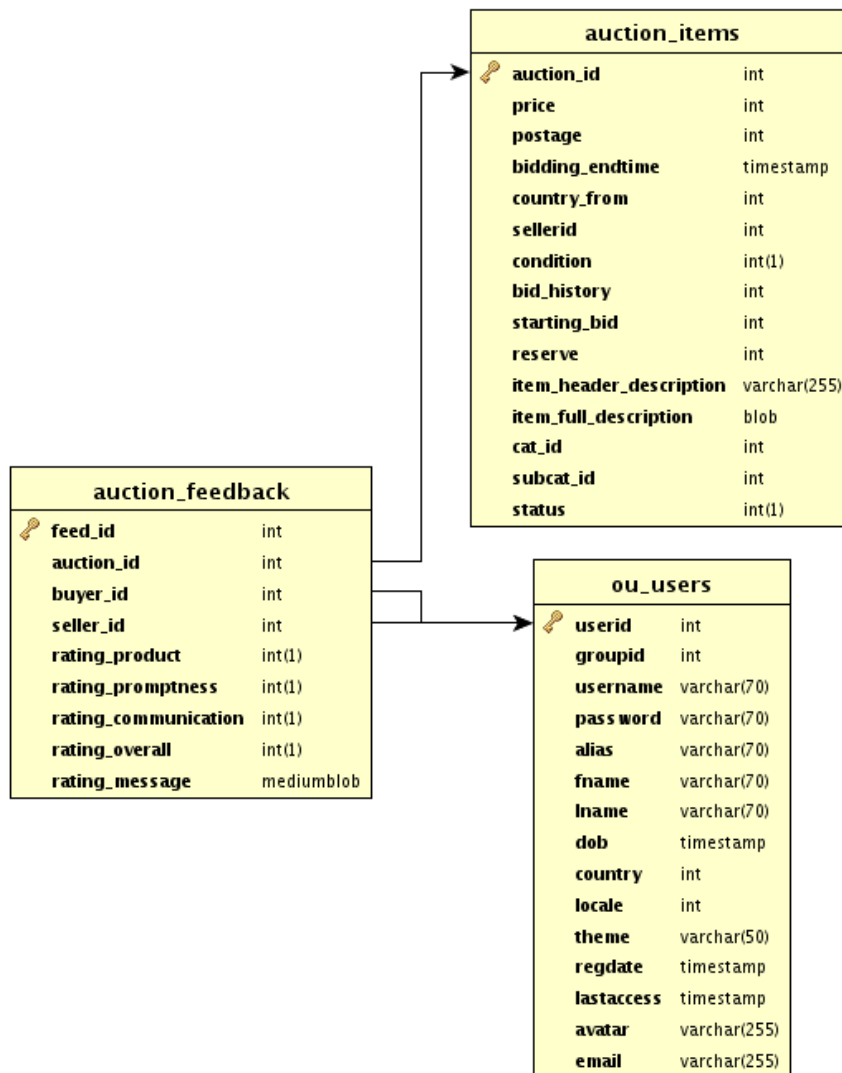 auction_items
auction_id int
price int
postage int
bidding_endtime timestamp
country_from int
sellerid int
condition int(1)
bid_history int
starting_bid int
reserve int
item_header_description varchar(255)
item_full_description blob
cat_id int
subcat_id int
status int(1)
auction_feedback
feed_id int
auction_id int
buyer_id int
seller_id int
rating_product int(1)
rating_promptness int(1)
rating_communication int(1)
rating_overall int(1)
rating_message mediumblob
ou_users
userid int
groupid int
username varchar(70)
password varchar(70)
alias varchar(70)
fname varchar(70)
lname varchar(70)
dob timestamp
country int
locale int
theme varchar(50)
regdate timestamp
lastaccess timestamp
avatar varchar(255)
email varchar(255)